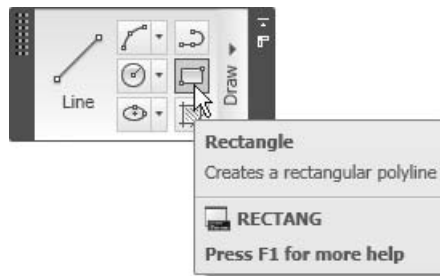 Line
Draw
Rectangle
Creates a rectangular polyline
RECTANG
Press F1 for more help